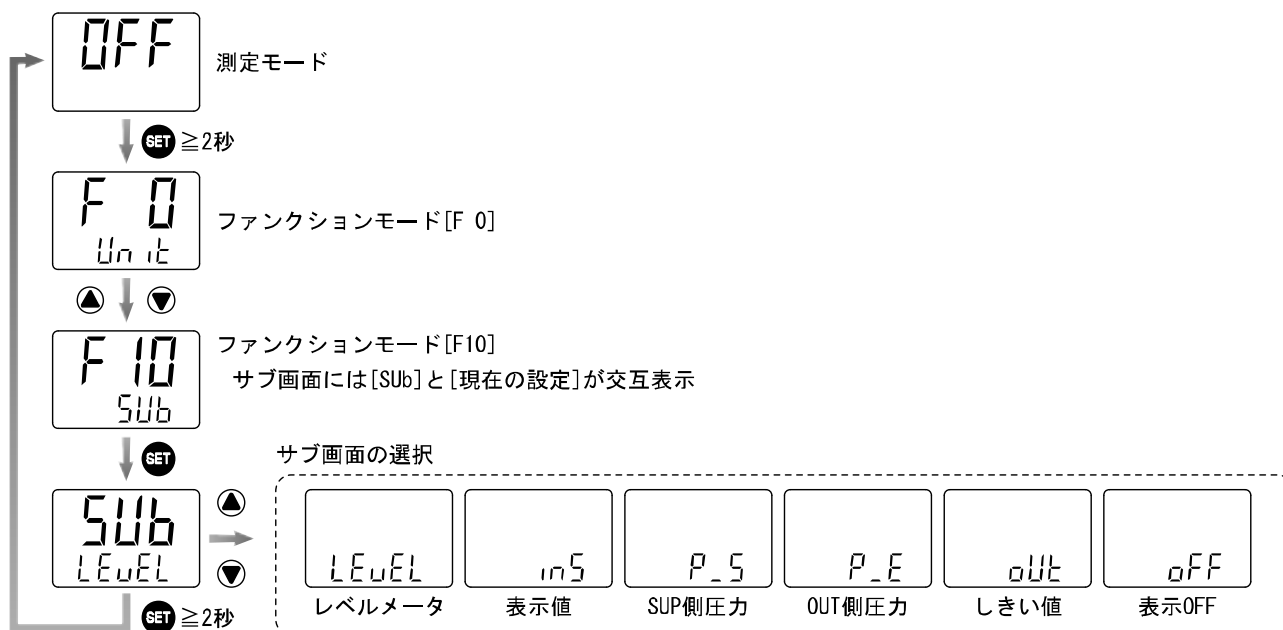 OFF
測定モード
SET ≧2秒
F 0
Unit
ファンクションモード[F 0]
F 10
SUb
ファンクションモード[F10]
サブ画面には[SUb]と[現在の設定]が交互表示
SET
サブ画面の選択
SUb
LEvEL
SET ≧2秒
LEvEL
レベルメータ
inS
表示値
P_S
SUP側圧力
P_E
OUT側圧力
oUt
しきい値
oFF
表示OFF